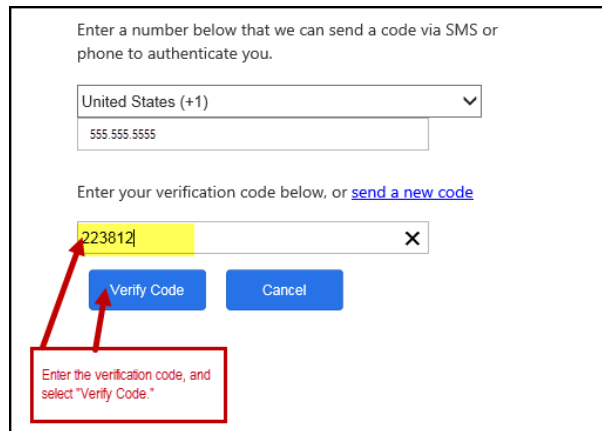 Enter a number below that we can send a code via SMS or
phone to authenticate you.
United States (+1)
555.555.5555
Enter your verification code below, or send a new code
223812
Verify Code Cancel
Enter the verification code, and
select "Verify Code."